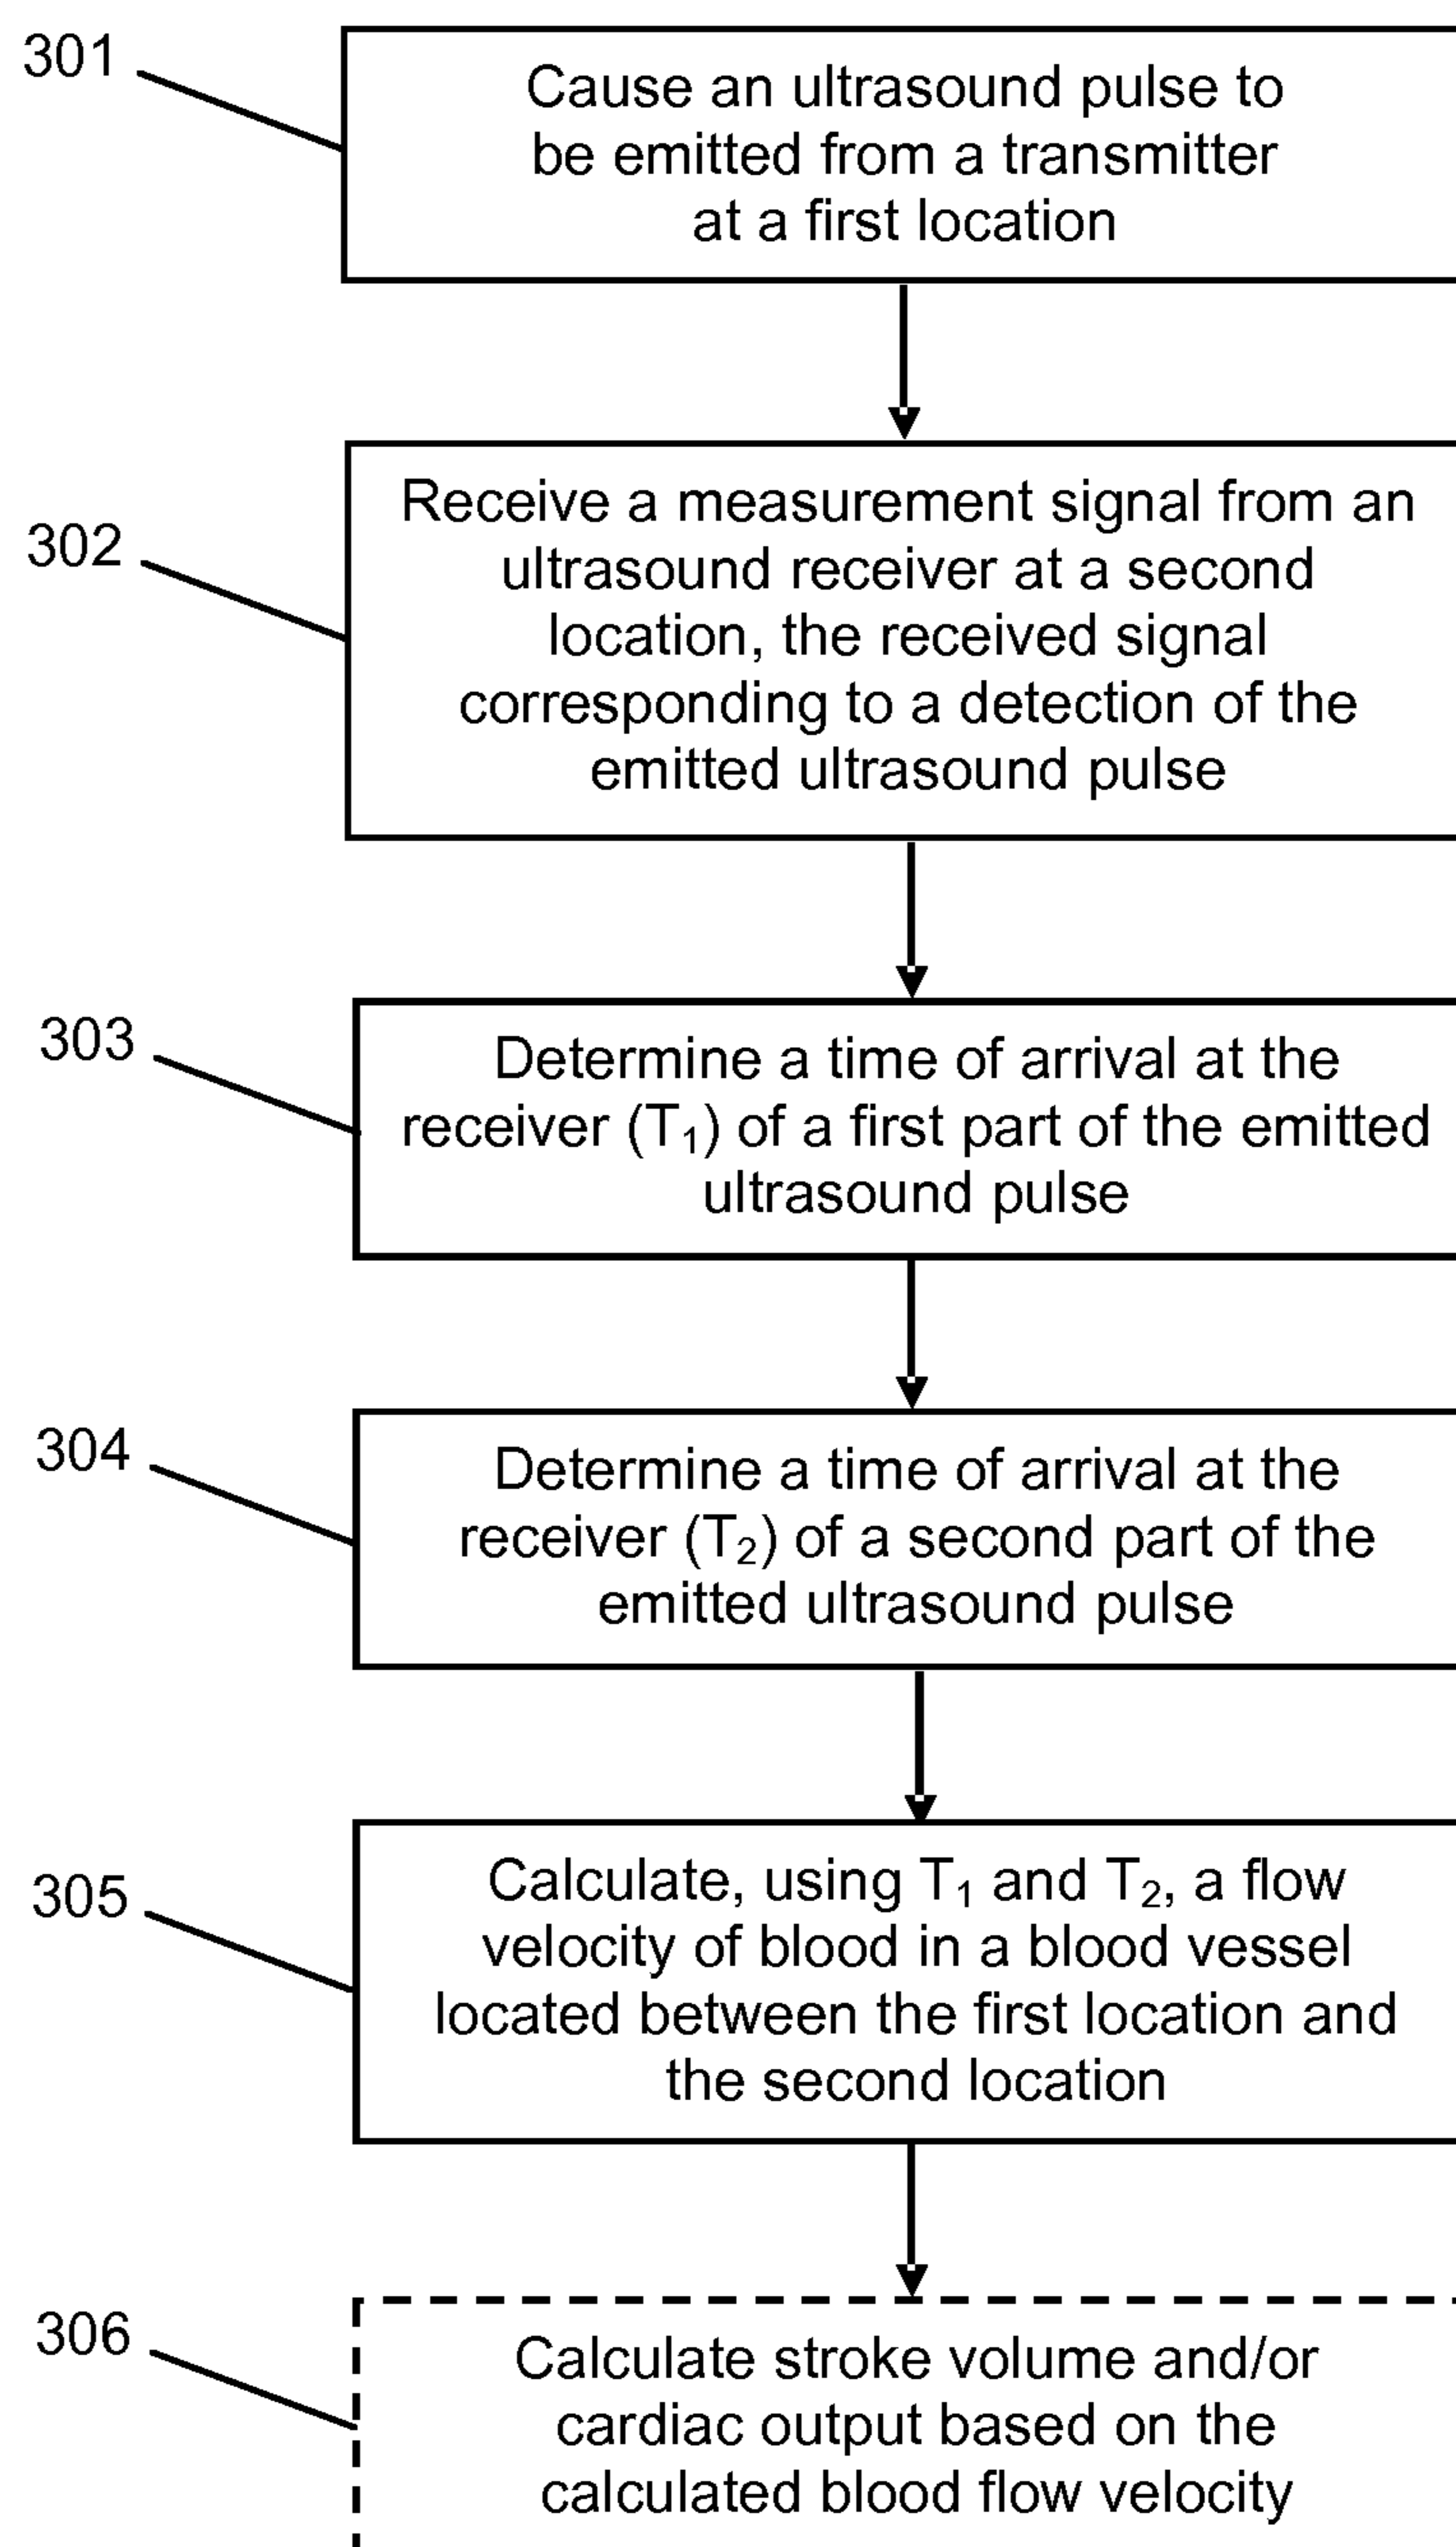 301
Cause an ultrasound pulse to
be emitted from a transmitter
at a first location
302
Receive a measurement signal from an
ultrasound receiver at a second
location, the received signal
corresponding to a detection of the
emitted ultrasound pulse
303
Determine a time of arrival at the
receiver (T₁) of a first part of the emitted
ultrasound pulse
304
Determine a time of arrival at the
receiver (T₂) of a second part of the
emitted ultrasound pulse
305
Calculate, using T₁ and T₂, a flow
velocity of blood in a blood vessel
located between the first location and
the second location
306
Calculate stroke volume and/or
cardiac output based on the
calculated blood flow velocity